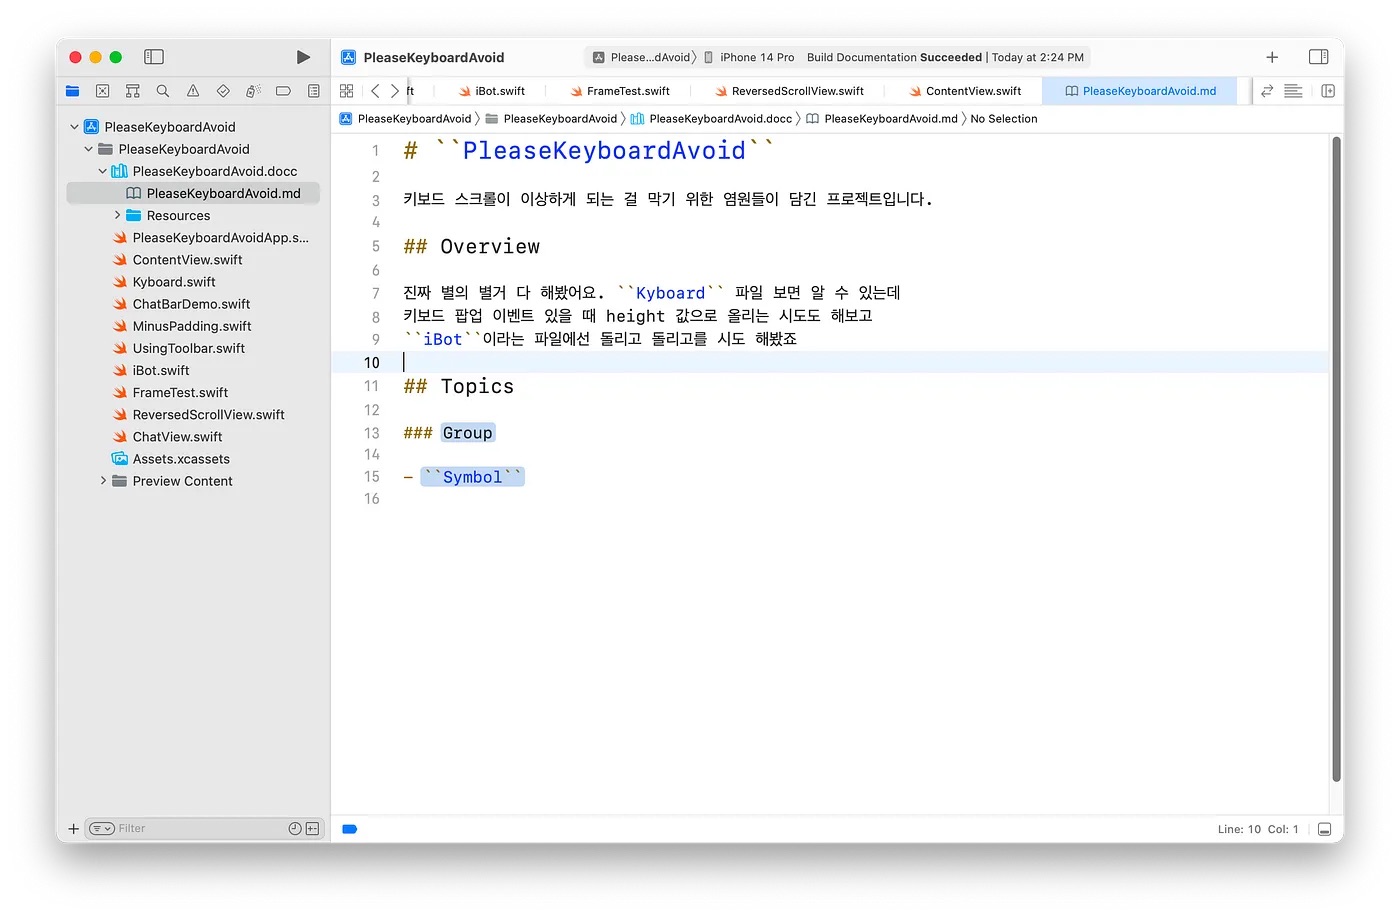 PleaseKeyboardAvoid
Please...dAvoid 〉 iPhone 14 Pro Build Documentation Succeeded | Today at 2:24 PM
ft iBot.swift FrameTest.swift ReversedScrollView.swift ContentView.swift PleaseKeyboardAvoid.md
PleaseKeyboardAvoid 〉 PleaseKeyboardAvoid 〉 PleaseKeyboardAvoid.docc 〉 PleaseKeyboardAvoid.md 〉 No Selection
PleaseKeyboardAvoid
PleaseKeyboardAvoid
PleaseKeyboardAvoid.docc
PleaseKeyboardAvoid.md
Resources
PleaseKeyboardAvoidApp.s...
ContentView.swift
Kyboard.swift
ChatBarDemo.swift
MinusPadding.swift
UsingToolbar.swift
iBot.swift
FrameTest.swift
ReversedScrollView.swift
ChatView.swift
Assets.xcassets
Preview Content
Filter
1 # ``PleaseKeyboardAvoid``
2
3 키보드 스크롤이 이상하게 되는 걸 막기 위한 염원들이 담긴 프로젝트입니다.
4
5 ## Overview
6
7 진짜 별의 별거 다 해봤어요. ``Kyboard`` 파일 보면 알 수 있는데
8 키보드 팝업 이벤트 있을 때 height 값으로 올리는 시도도 해보고
9 ``iBot``이라는 파일에선 돌리고 돌리고를 시도 해봤죠
10
11 ## Topics
12
13 ### Group
14
15 - ``Symbol``
16
Line: 10 Col: 1